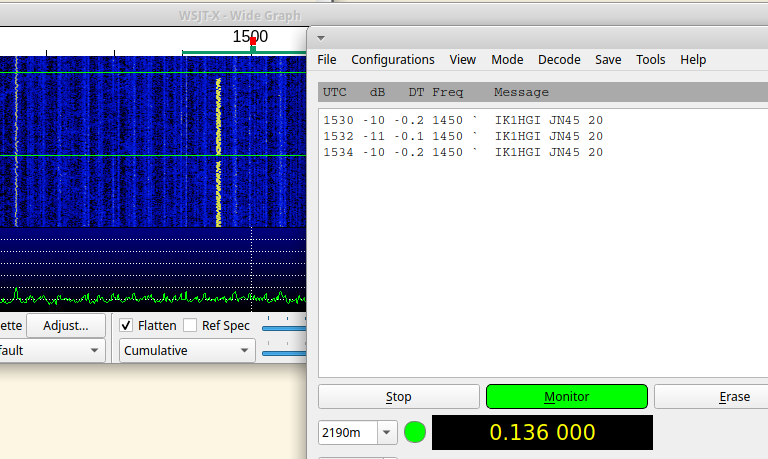 WSJT-X - Wide Graph
1500
File Configurations View Mode Decode Save Tools Help
UTC dB DT Freq Message
1530 -10 -0.2 1450 ` IK1HGI JN45 20
1532 -11 -0.1 1450 ` IK1HGI JN45 20
1534 -10 -0.2 1450 ` IK1HGI JN45 20
ette Adjust... Flatten Ref Spec
fault Cumulative
Stop Monitor Erase
2190m 0.136 000